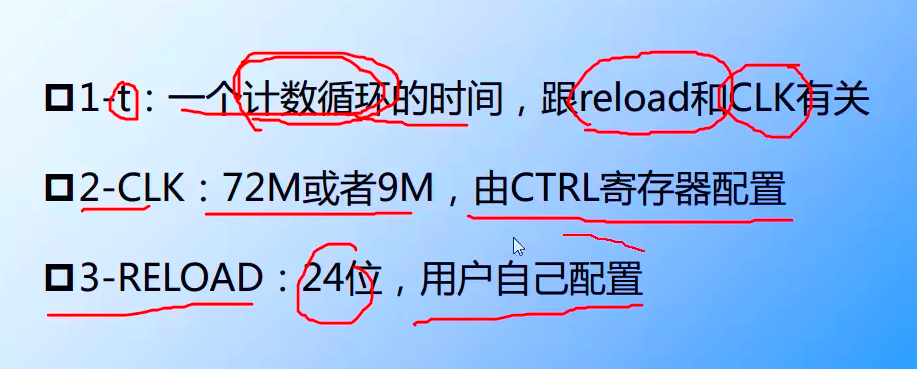 1-t：一个计数循环的时间，跟reload和CLK有关
2-CLK：72M或者9M，由CTRL寄存器配置
3-RELOAD：24位，用户自己配置